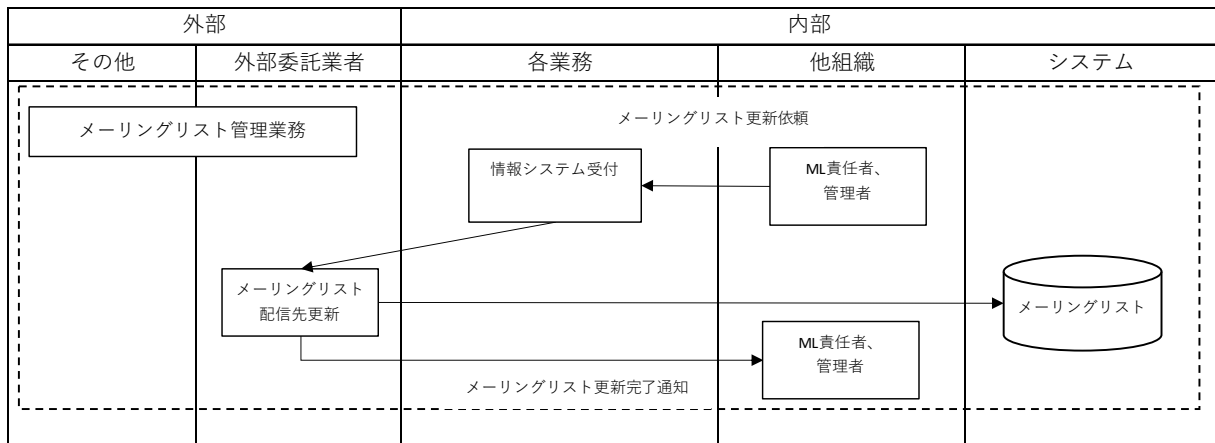 外部
内部
その他
外部委託業者
各業務
他組織
システム
メーリングリスト管理業務
メーリングリスト更新依頼
情報システム受付
ML責任者、
管理者
メーリングリスト
配信先更新
メーリングリスト
ML責任者、
管理者
メーリングリスト更新完了通知